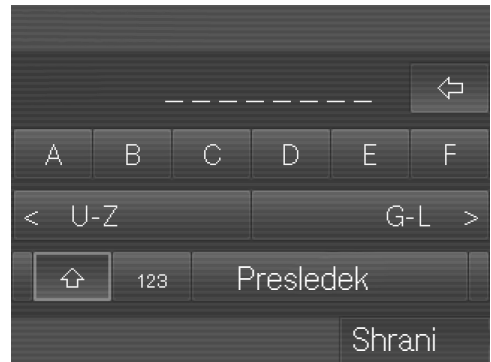 _ _ _ _ _ _ _ _
A B C D E F
< U-Z G-L >
123 Presledek
Shrani